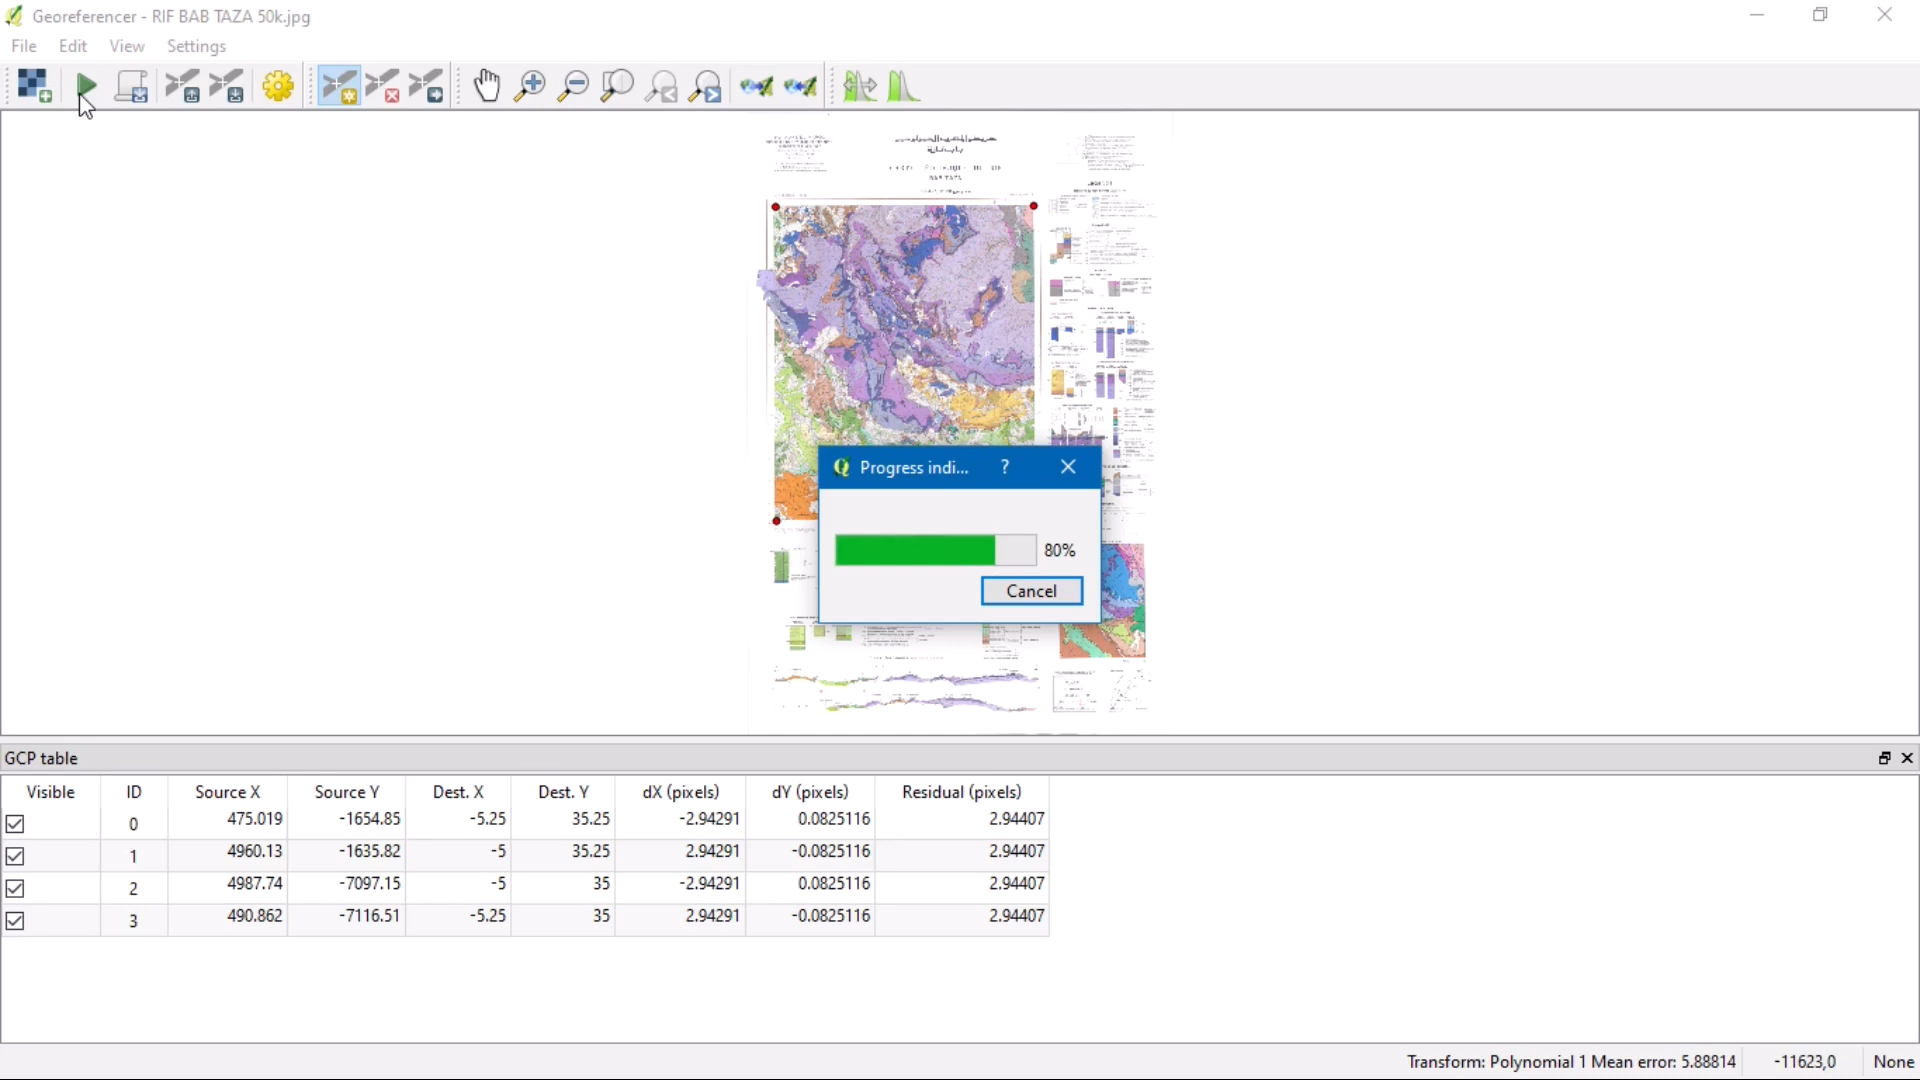 Georeferencer - RIF BAB TAZA 50k.jpg
File Edit View Settings
BAB TAZA
Progress indi... ?
80%
Cancel
GCP table
Visible ID Source X Source Y Dest. X Dest. Y dX (pixels) dY (pixels) Residual (pixels)
0 475.019 -1654.85 -5.25 35.25 -2.94291 0.0825116 2.94407
1 4960.13 -1635.82 -5 35.25 2.94291 -0.0825116 2.94407
2 4987.74 -7097.15 -5 35 -2.94291 0.0825116 2.94407
3 490.862 -7116.51 -5.25 35 2.94291 -0.0825116 2.94407
Transform: Polynomial 1 Mean error: 5.88814 -11623,0 None